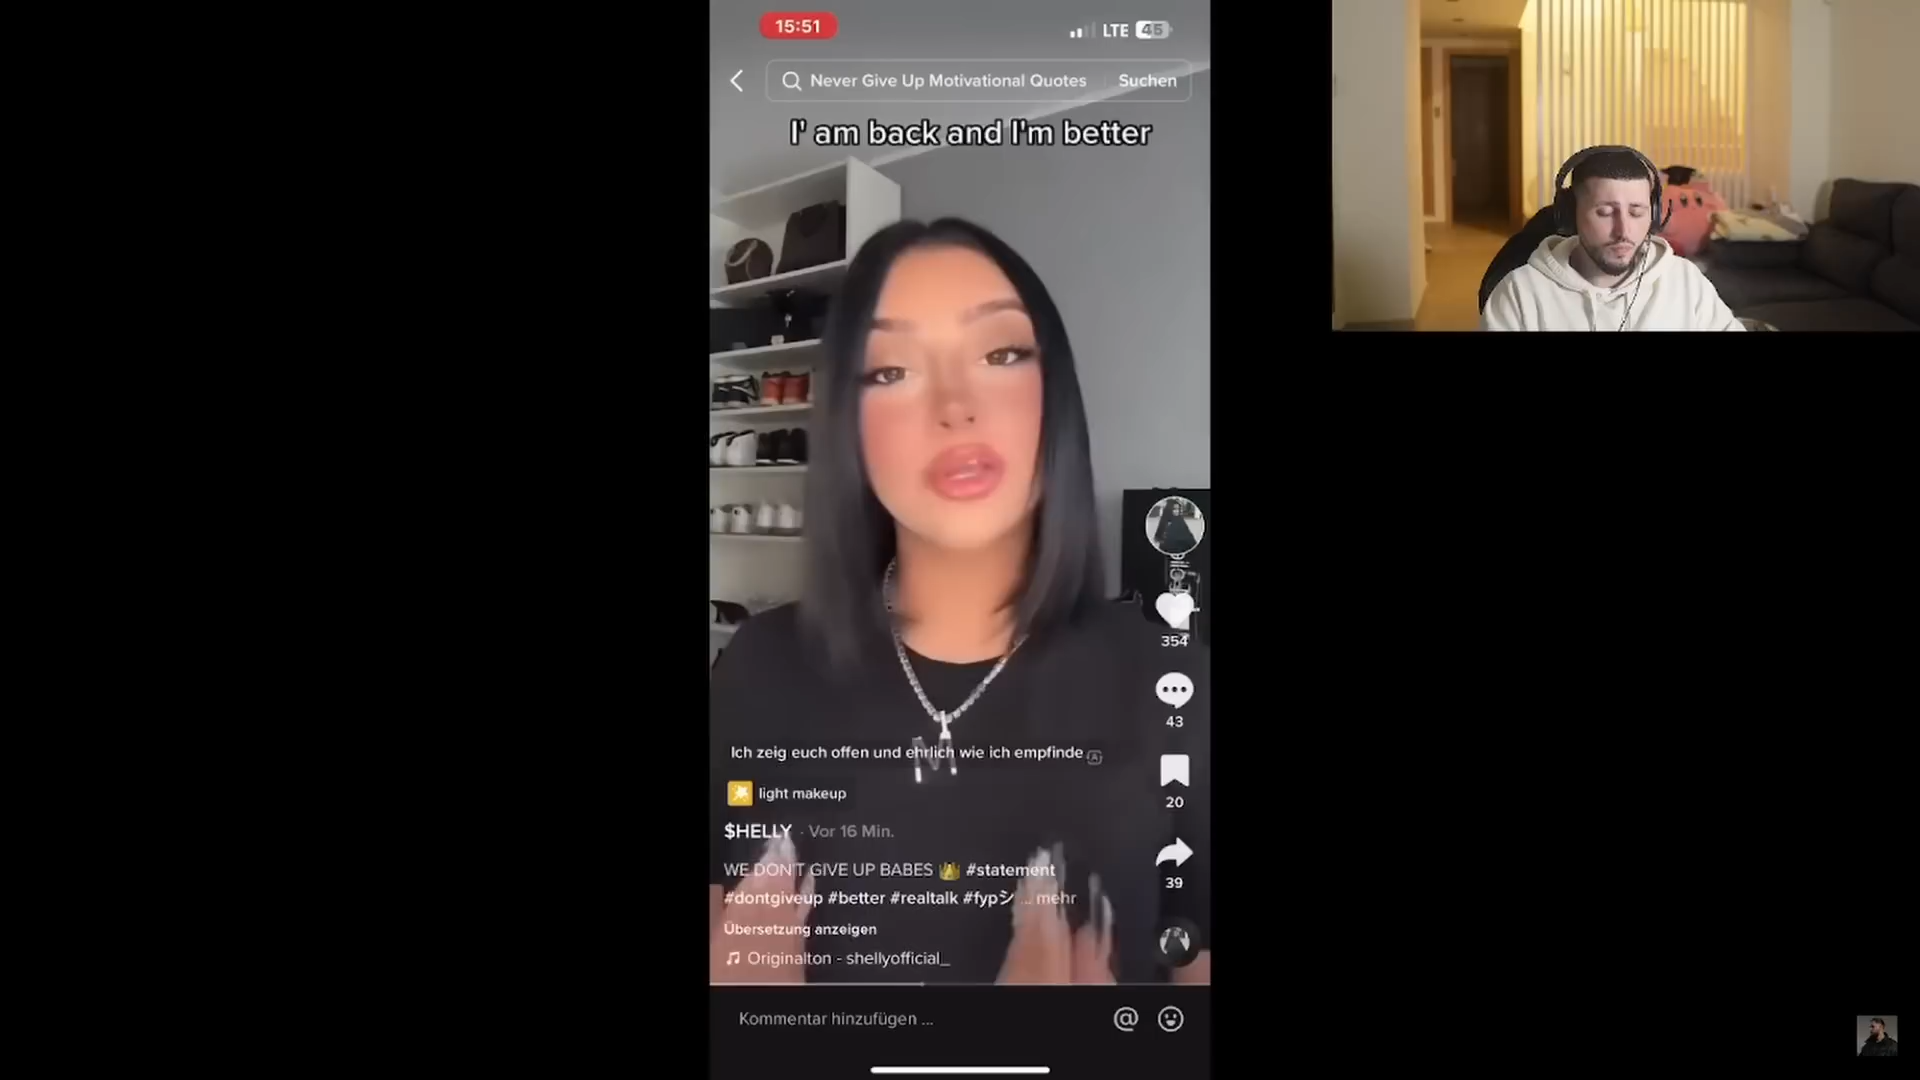 15:51
LTE 45
Never Give Up Motivational Quotes Suchen
I' am back and I'm better
354
43
Ich zeig euch offen und ehrlich wie ich empfinde
light makeup
20
$HELLY · Vor 16 Min.
WE DON'T GIVE UP BABES 👑 #statement
#dontgiveup #better #realtalk #fypシ ... mehr
39
Übersetzung anzeigen
Originalton - shellyofficial_
Kommentar hinzufügen ...
M